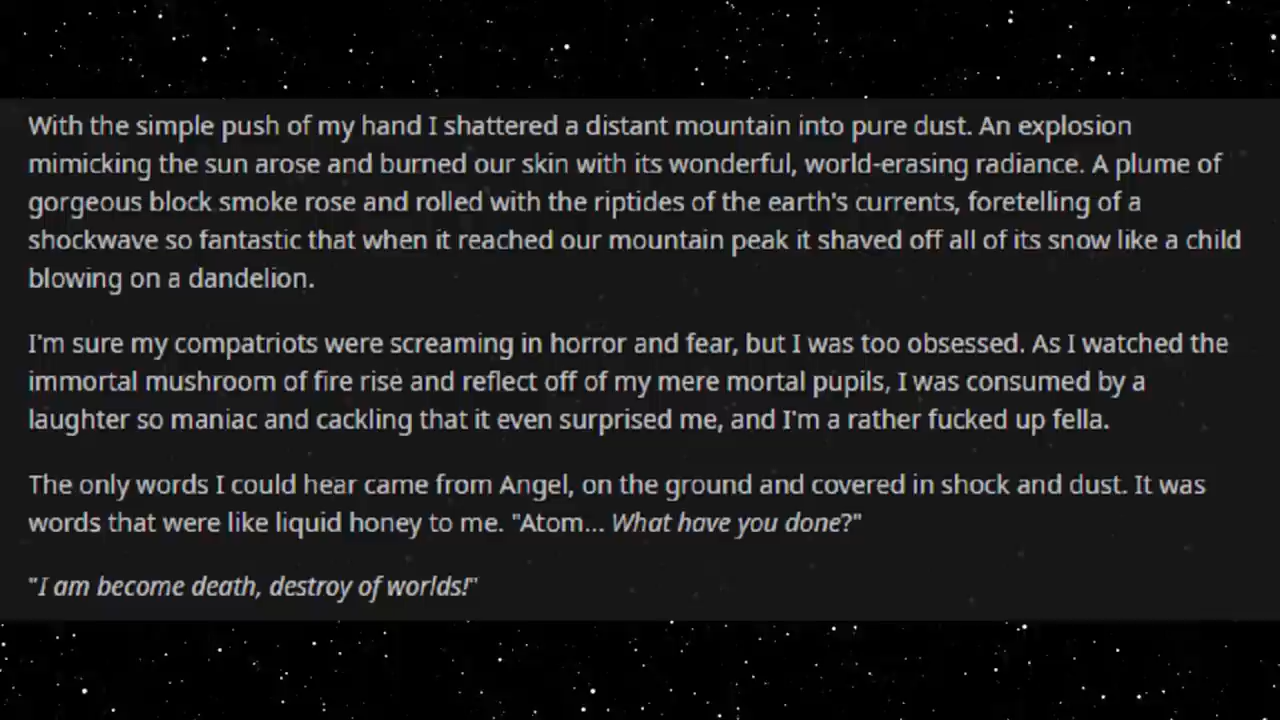 With the simple push of my hand I shattered a distant mountain into pure dust. An explosion
mimicking the sun arose and burned our skin with its wonderful, world-erasing radiance. A plume of
gorgeous block smoke rose and rolled with the riptides of the earth's currents, foretelling of a
shockwave so fantastic that when it reached our mountain peak it shaved off all of its snow like a child
blowing on a dandelion.
I'm sure my compatriots were screaming in horror and fear, but I was too obsessed. As I watched the
immortal mushroom of fire rise and reflect off of my mere mortal pupils, I was consumed by a
laughter so maniac and cackling that it even surprised me, and I'm a rather fucked up fella.
The only words I could hear came from Angel, on the ground and covered in shock and dust. It was
words that were like liquid honey to me. "Atom... What have you done?"
"I am become death, destroy of worlds!"